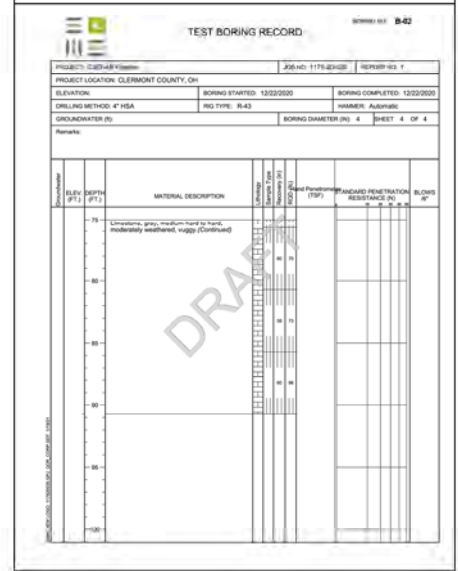 BORING NO. B-02
TEST BORING RECORD
REPORT NO. 1
PROJECT LOCATION: CLERMONT COUNTY, OH
ELEVATION: BORING STARTED: 12/22/2020 BORING COMPLETED: 12/22/2020
DRILLING METHOD: 4" HSA RIG TYPE: R-43 HAMMER: Automatic
GROUNDWATER (ft): BORING DIAMETER (IN): 4 SHEET 4 OF 4
Remarks:
Groundwater
ELEV. (FT.)
DEPTH (FT.)
MATERIAL DESCRIPTION
Lithology
Sample Type
Recovery (in)
RQD (%)
Hand Penetrometer (TSF)
STANDARD PENETRATION RESISTANCE (N)
BLOWS /6"
75
Limestone, gray, medium hard to hard,
moderately weathered, vuggy. (Continued)
80
85
90
95
100
DRAFT